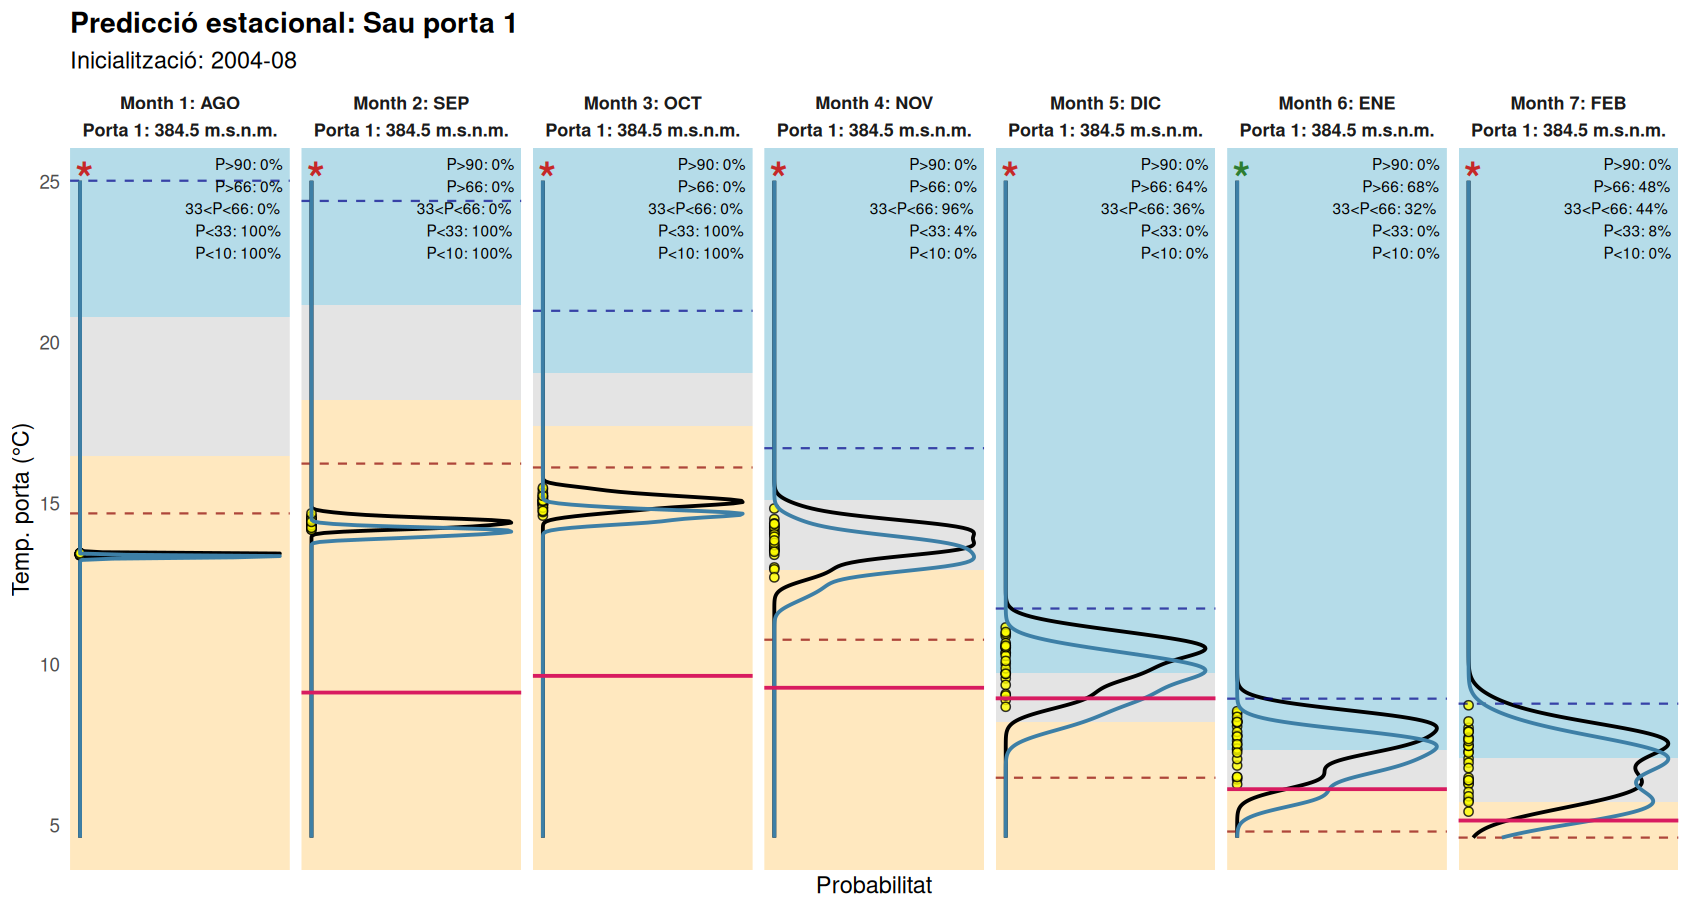 Predicció estacional: Sau porta 1
Inicialització: 2004-08
Month 1: AGO
Porta 1: 384.5 m.s.n.m.
Month 2: SEP
Porta 1: 384.5 m.s.n.m.
Month 3: OCT
Porta 1: 384.5 m.s.n.m.
Month 4: NOV
Porta 1: 384.5 m.s.n.m.
Month 5: DIC
Porta 1: 384.5 m.s.n.m.
Month 6: ENE
Porta 1: 384.5 m.s.n.m.
Month 7: FEB
Porta 1: 384.5 m.s.n.m.
Temp. porta (°C)
25
20
15
10
5
*
P>90: 0%
P>66: 0%
33<P<66: 0%
P<33: 100%
P<10: 100%
*
P>90: 0%
P>66: 0%
33<P<66: 0%
P<33: 100%
P<10: 100%
*
P>90: 0%
P>66: 0%
33<P<66: 0%
P<33: 100%
P<10: 100%
*
P>90: 0%
P>66: 0%
33<P<66: 96%
P<33: 4%
P<10: 0%
*
P>90: 0%
P>66: 64%
33<P<66: 36%
P<33: 0%
P<10: 0%
*
P>90: 0%
P>66: 68%
33<P<66: 32%
P<33: 0%
P<10: 0%
*
P>90: 0%
P>66: 48%
33<P<66: 44%
P<33: 8%
P<10: 0%
Probabilitat